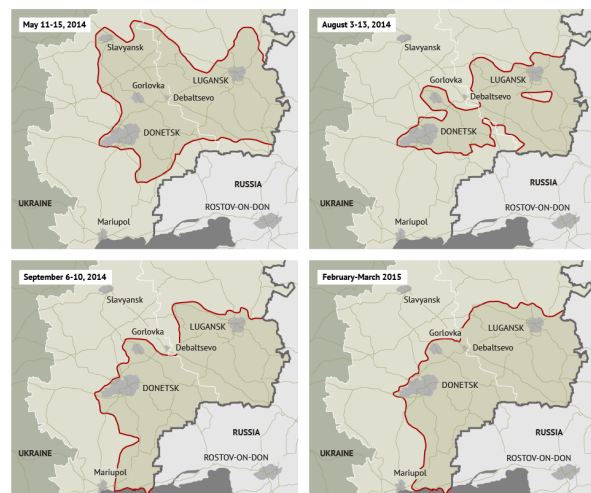 May 11-15, 2014
Slavyansk
LUGANSK
Gorlovka
Debaltsevo
DONETSK
RUSSIA
UKRAINE
ROSTOV-ON-DON
Mariupol
August 3-13, 2014
Slavyansk
LUGANSK
Gorlovka
Debaltsevo
DONETSK
RUSSIA
UKRAINE
ROSTOV-ON-DON
Mariupol
September 6-10, 2014
Slavyansk
LUGANSK
Gorlovka
Debaltsevo
DONETSK
RUSSIA
UKRAINE
ROSTOV-ON-DON
Mariupol
February-March 2015
Slavyansk
LUGANSK
Gorlovka
Debaltsevo
DONETSK
RUSSIA
UKRAINE
ROSTOV-ON-DON
Mariupol